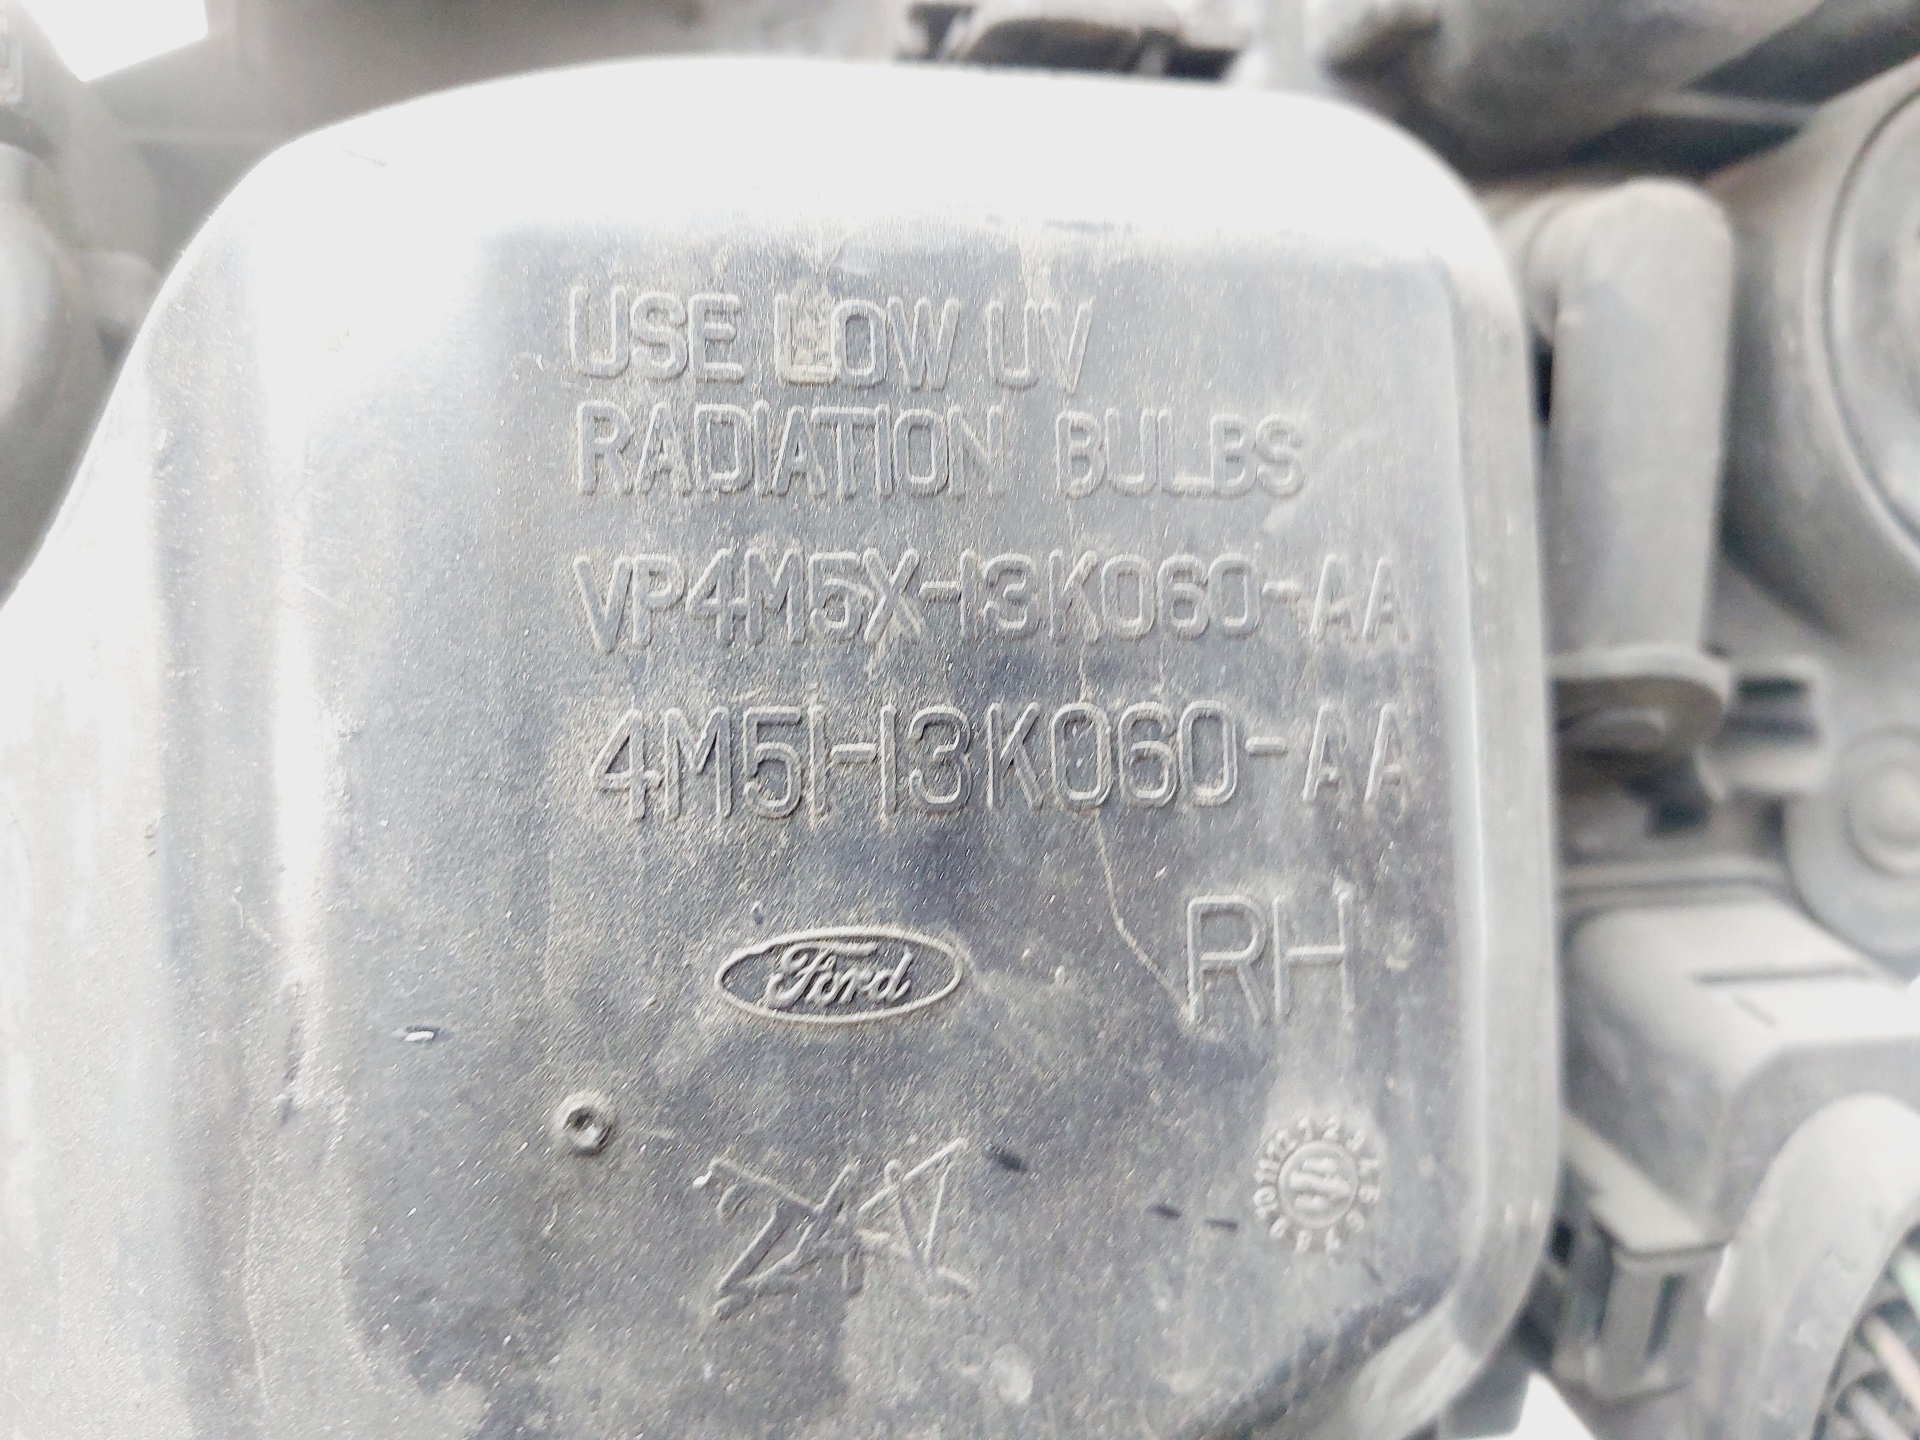 USE LOW UV
RADIATION BULBS
VP4M5X-13K060-AA
4M51-13K060-AA
Ford
RH